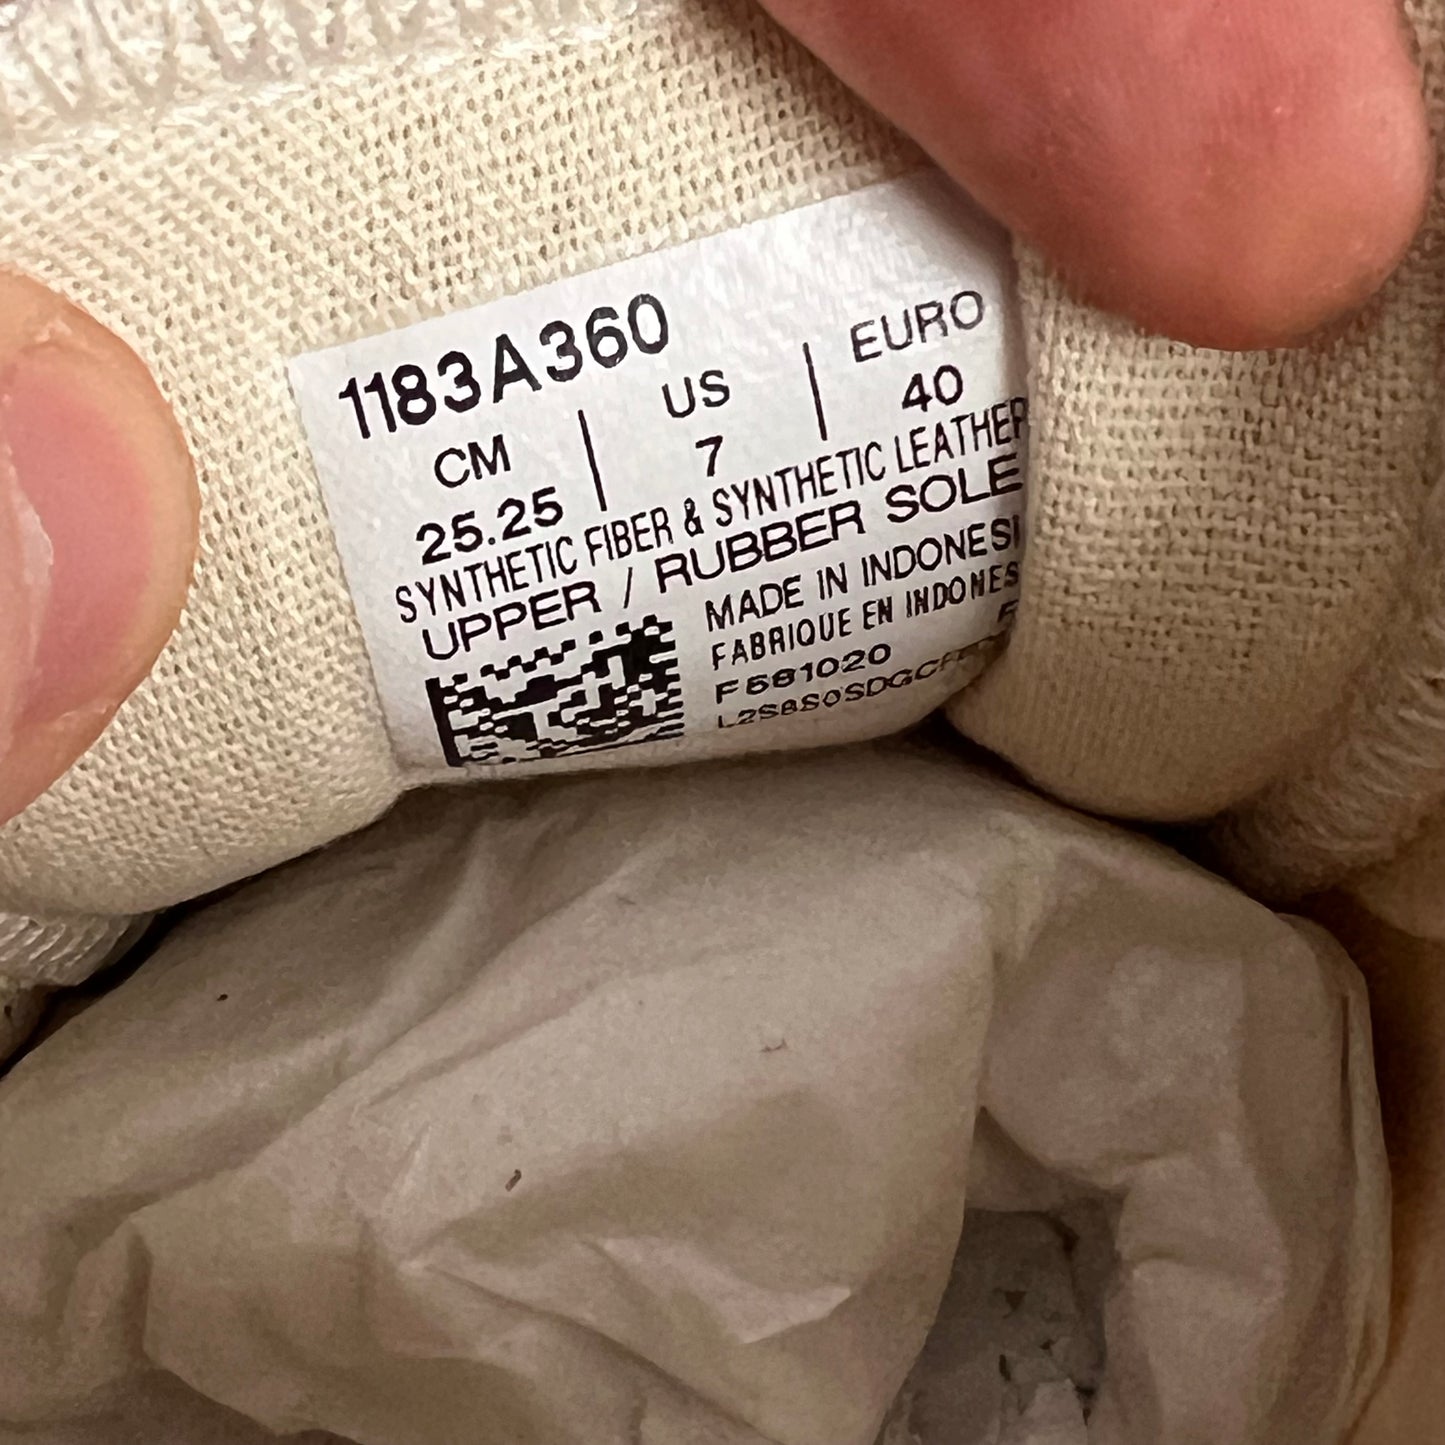 1183A360
CM | US | EURO
25.25 7 40
SYNTHETIC FIBER & SYNTHETIC LEATHER
UPPER / RUBBER SOLE
MADE IN INDONESI
FABRIQUE EN INDONES